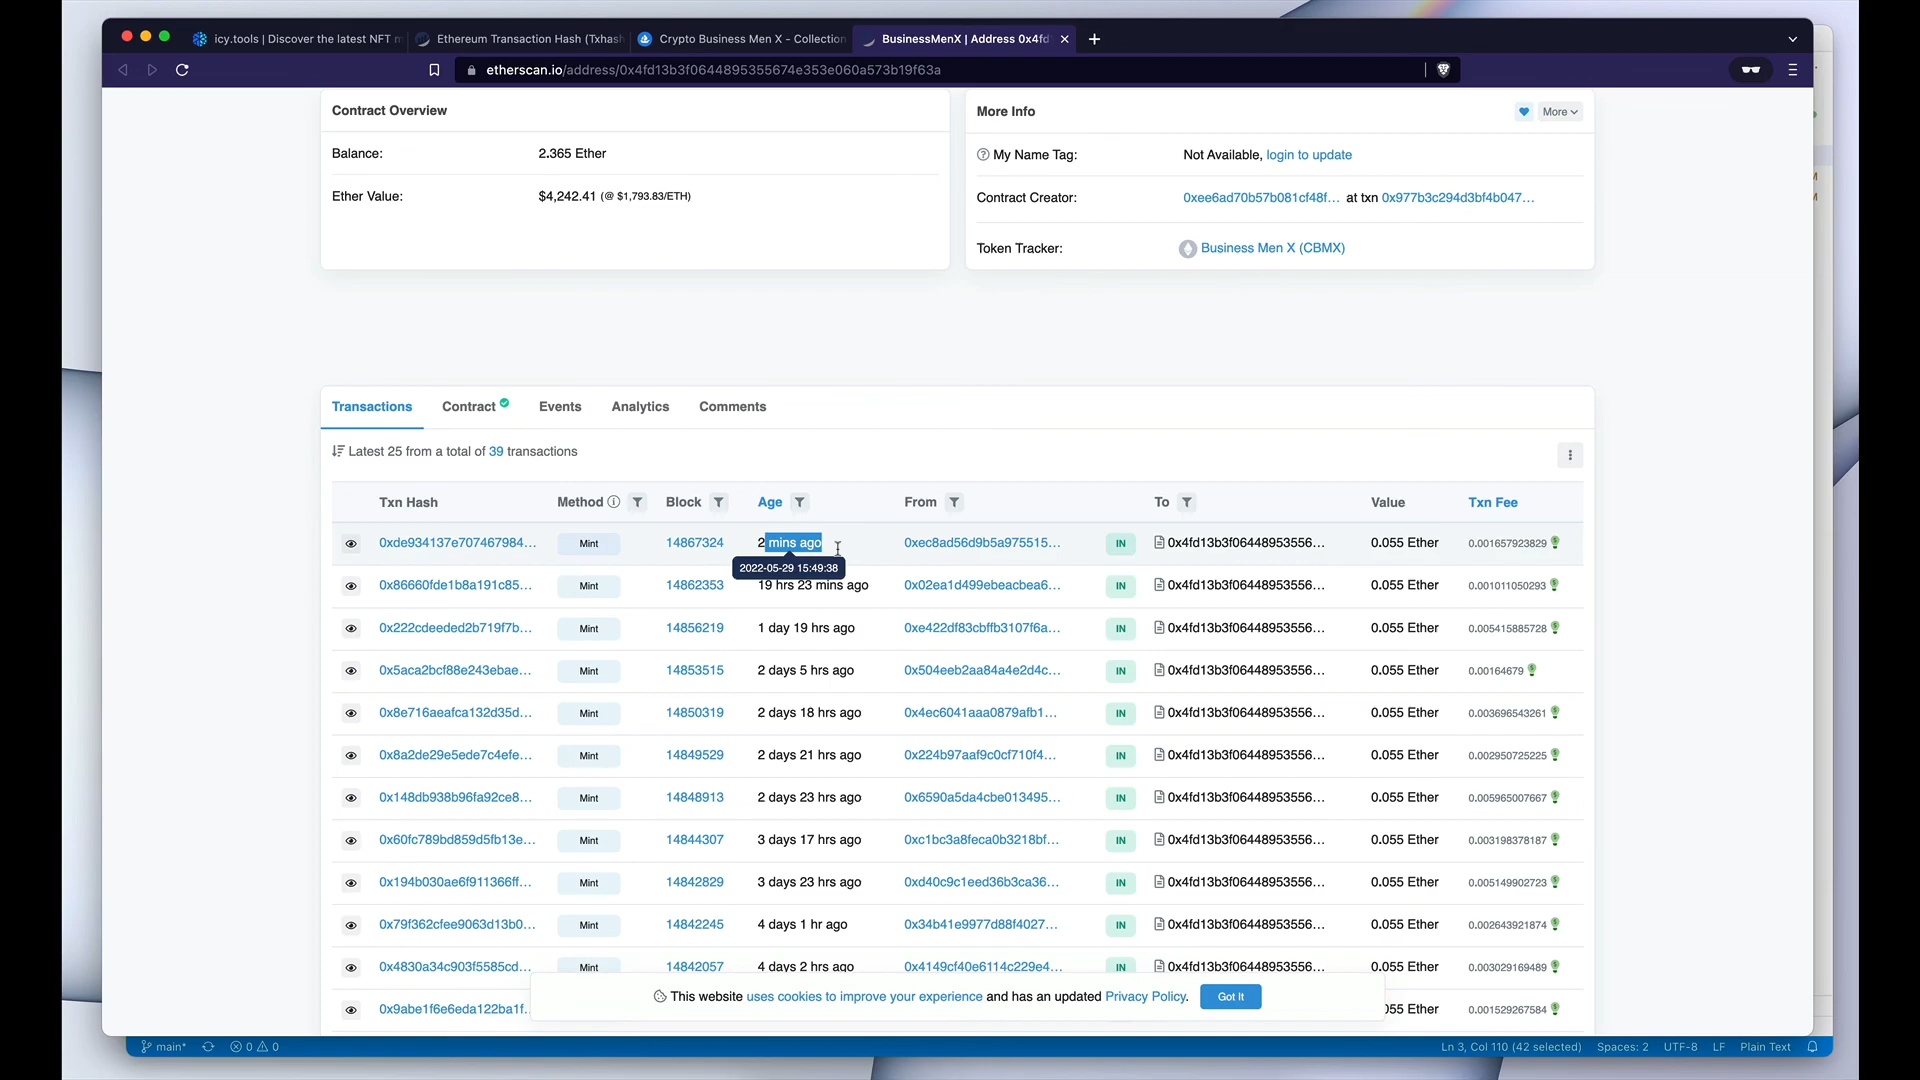 icy.tools | Discover the latest NFT m
Ethereum Transaction Hash (Txhash
Crypto Business Men X - Collection
BusinessMenX | Address 0x4fd
etherscan.io/address/0x4fd13b3f0644895355674e353e060a573b19f63a
Contract Overview
Balance: 2.365 Ether
Ether Value: $4,242.41 (@ $1,793.83/ETH)
More Info
More
My Name Tag: Not Available, login to update
Contract Creator: 0xee6ad70b57b081cf48f... at txn 0x977b3c294d3bf4b047...
Token Tracker: Business Men X (CBMX)
Transactions Contract Events Analytics Comments
Latest 25 from a total of 39 transactions
Txn Hash Method Block Age From To Value Txn Fee
0xde934137e707467984... Mint 14867324 2 mins ago 0xec8ad56d9b5a975515... IN 0x4fd13b3f06448953556... 0.055 Ether 0.001657923829
2022-05-29 15:49:38
0x86660fde1b8a191c85... Mint 14862353 19 hrs 23 mins ago 0x02ea1d499ebeacbea6... IN 0x4fd13b3f06448953556... 0.055 Ether 0.001011050293
0x222cdeeded2b719f7b... Mint 14856219 1 day 19 hrs ago 0xe422df83cbffb3107f6a... IN 0x4fd13b3f06448953556... 0.055 Ether 0.005415885728
0x5aca2bcf88e243ebae... Mint 14853515 2 days 5 hrs ago 0x504eeb2aa84a4e2d4c... IN 0x4fd13b3f06448953556... 0.055 Ether 0.00164679
0x8e716aeafca132d35d... Mint 14850319 2 days 18 hrs ago 0x4ec6041aaa0879afb1... IN 0x4fd13b3f06448953556... 0.055 Ether 0.003696543261
0x8a2de29e5ede7c4efe... Mint 14849529 2 days 21 hrs ago 0x224b97aaf9c0cf710f4... IN 0x4fd13b3f06448953556... 0.055 Ether 0.002950725225
0x148db938b96fa92ce8... Mint 14848913 2 days 23 hrs ago 0x6590a5da4cbe013495... IN 0x4fd13b3f06448953556... 0.055 Ether 0.005965007667
0x60fc789bd859d5fb13e... Mint 14844307 3 days 17 hrs ago 0xc1bc3a8feca0b3218bf... IN 0x4fd13b3f06448953556... 0.055 Ether 0.003198378187
0x194b030ae6f911366ff... Mint 14842829 3 days 23 hrs ago 0xd40c9c1eed36b3ca36... IN 0x4fd13b3f06448953556... 0.055 Ether 0.005149902723
0x79f362cfee9063d13b0... Mint 14842245 4 days 1 hr ago 0x34b41e9977d88f4027... IN 0x4fd13b3f06448953556... 0.055 Ether 0.002643921874
0x4830a34c903f5585cd... Mint 14842057 4 days 2 hrs ago 0x4149cf40e6114c229e4... IN 0x4fd13b3f06448953556... 0.055 Ether 0.003029169489
This website uses cookies to improve your experience and has an updated Privacy Policy. Got It
0x9abe1f6e6eda122ba1f. 055 Ether 0.001529267584
main* 0 0 Ln 3, Col 110 (42 selected) Spaces: 2 UTF-8 LF Plain Text